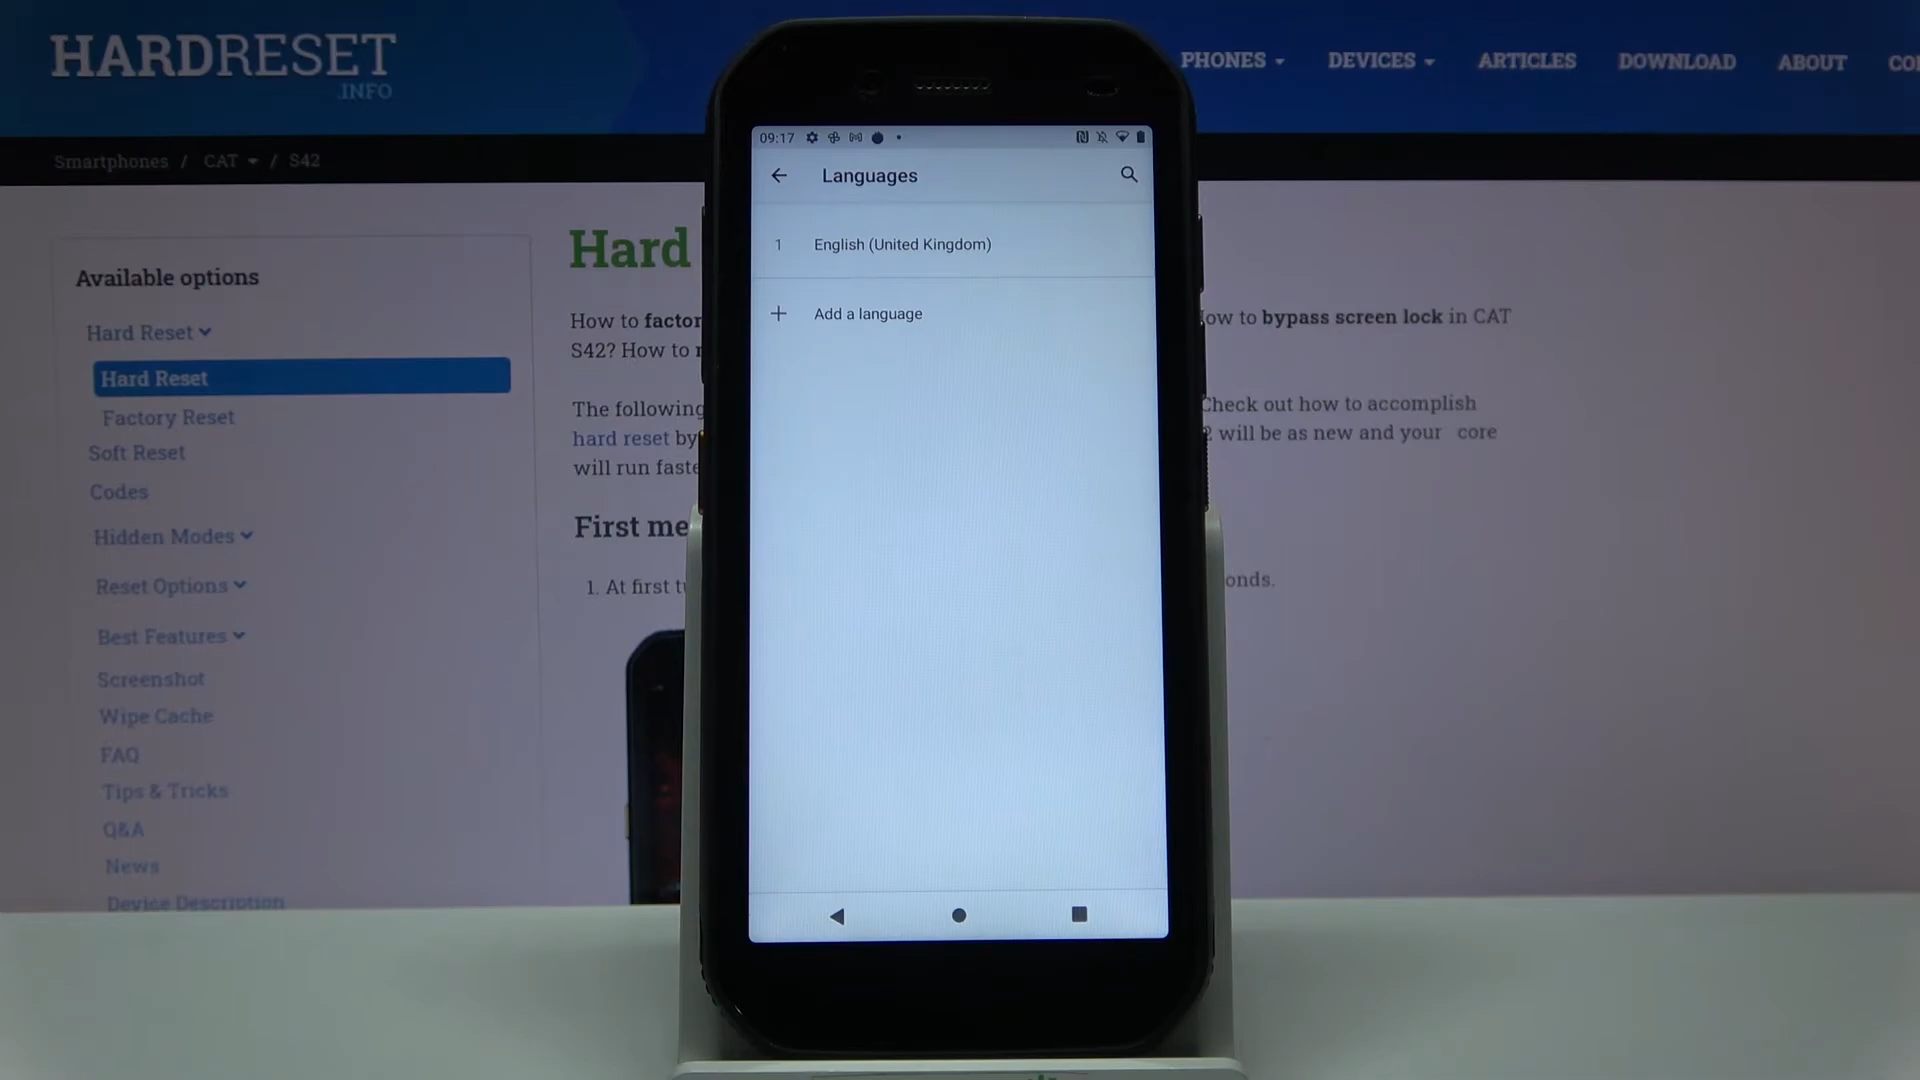 HARDRESET
.INFO
PHONES
DEVICES
ARTICLES
DOWNLOAD
ABOUT
Smartphones / CAT / S42
Available options
Hard Reset
Hard Reset
Factory Reset
Soft Reset
Codes
Hidden Modes
Reset Options
Best Features
Screenshot
Wipe Cache
FAQ
Tips & Tricks
Q&A
News
Device Description
Hard
How to factor
S42? How to
The following
hard reset by
will run faste
First me
1. At first
09:17
Languages
1 English (United Kingdom)
+ Add a language
ow to bypass screen lock in CAT
Check out how to accomplish
2 will be as new and your core
onds.